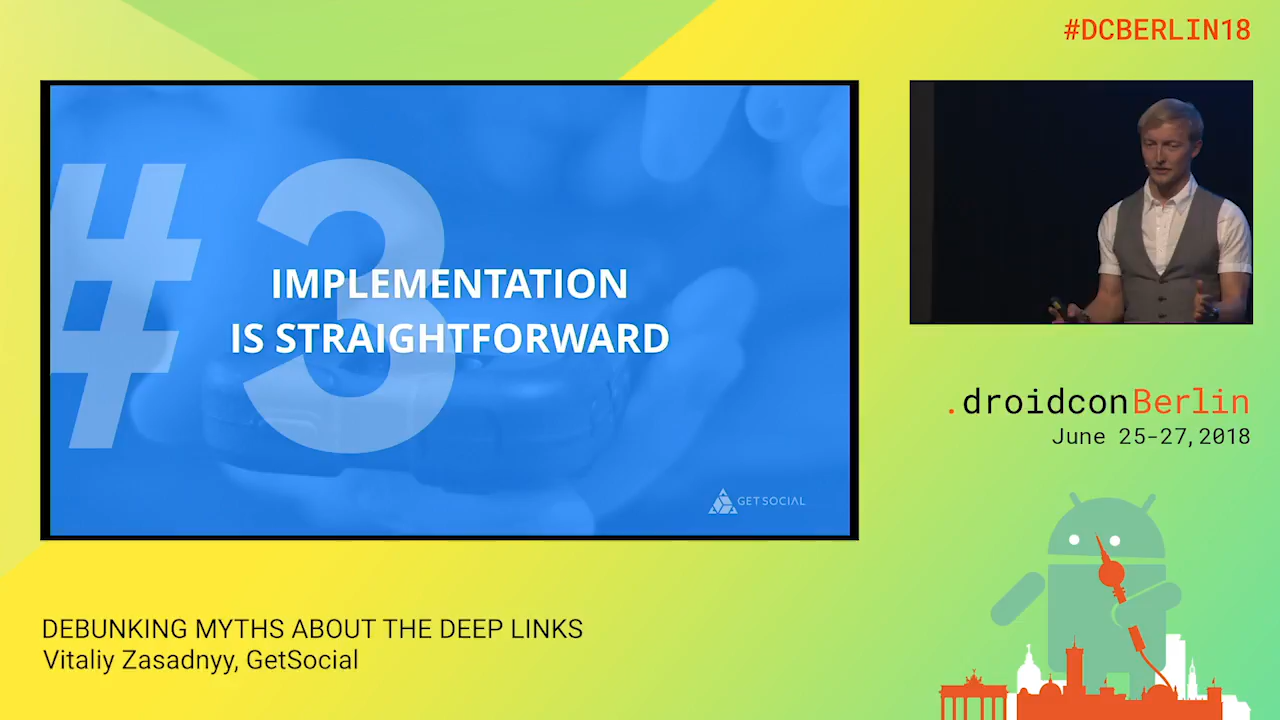 #DCBERLIN18
#3
IMPLEMENTATION
IS STRAIGHTFORWARD
GETSOCIAL
.droidconBerlin
June 25-27, 2018
DEBUNKING MYTHS ABOUT THE DEEP LINKS
Vitaliy Zasadnyy, GetSocial